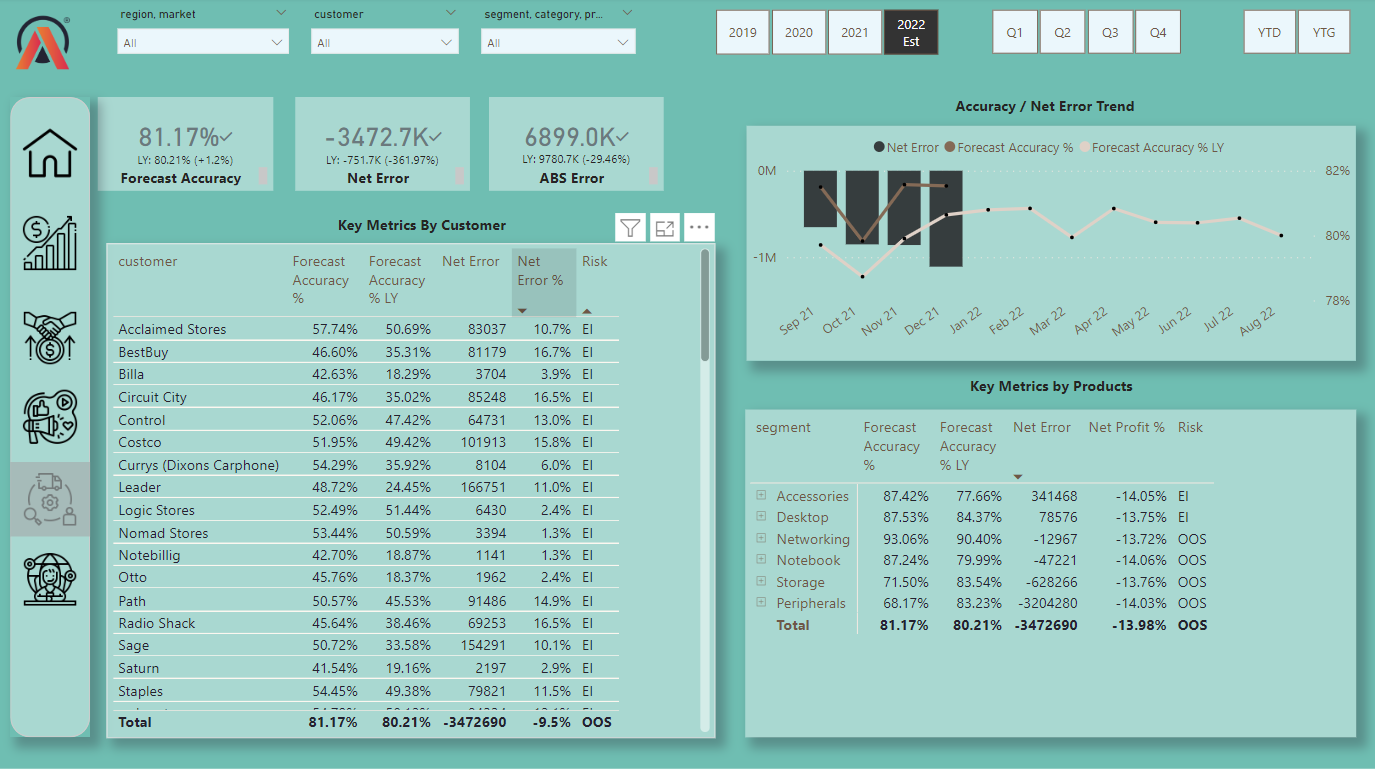 region, market
customer
segment, category, pr...
All
All
All
2019
2020
2021
2022
Est
Q1
Q2
Q3
Q4
YTD
YTG
81.17%
LY: 80.21% (+1.2%)
Forecast Accuracy
-3472.7K
LY: -751.7K (-361.97%)
Net Error
6899.0K
LY: 9780.7K (-29.46%)
ABS Error
Accuracy / Net Error Trend
Net Error Forecast Accuracy % Forecast Accuracy % LY
0M
-1M
82%
80%
78%
Sep 21 Oct 21 Nov 21 Dec 21 Jan 22 Feb 22 Mar 22 Apr 22 May 22 Jun 22 Jul 22 Aug 22
Key Metrics By Customer
customer Forecast Accuracy % Forecast Accuracy % LY Net Error Net Error % Risk
Acclaimed Stores 57.74% 50.69% 83037 10.7% EI
BestBuy 46.60% 35.31% 81179 16.7% EI
Billa 42.63% 18.29% 3704 3.9% EI
Circuit City 46.17% 35.02% 85248 16.5% EI
Control 52.06% 47.42% 64731 13.0% EI
Costco 51.95% 49.42% 101913 15.8% EI
Currys (Dixons Carphone) 54.29% 35.92% 8104 6.0% EI
Leader 48.72% 24.45% 166751 11.0% EI
Logic Stores 52.49% 51.44% 6430 2.4% EI
Nomad Stores 53.44% 50.59% 3394 1.3% EI
Notebillig 42.70% 18.87% 1141 1.3% EI
Otto 45.76% 18.37% 1962 2.4% EI
Path 50.57% 45.53% 91486 14.9% EI
Radio Shack 45.64% 38.46% 69253 16.5% EI
Sage 50.72% 33.58% 154291 10.1% EI
Saturn 41.54% 19.16% 2197 2.9% EI
Staples 54.45% 49.38% 79821 11.5% EI
Total 81.17% 80.21% -3472690 -9.5% OOS
Key Metrics by Products
segment Forecast Accuracy % Forecast Accuracy % LY Net Error Net Profit % Risk
Accessories 87.42% 77.66% 341468 -14.05% EI
Desktop 87.53% 84.37% 78576 -13.75% EI
Networking 93.06% 90.40% -12967 -13.72% OOS
Notebook 87.24% 79.99% -47221 -14.06% OOS
Storage 71.50% 83.54% -628266 -13.76% OOS
Peripherals 68.17% 83.23% -3204280 -14.03% OOS
Total 81.17% 80.21% -3472690 -13.98% OOS